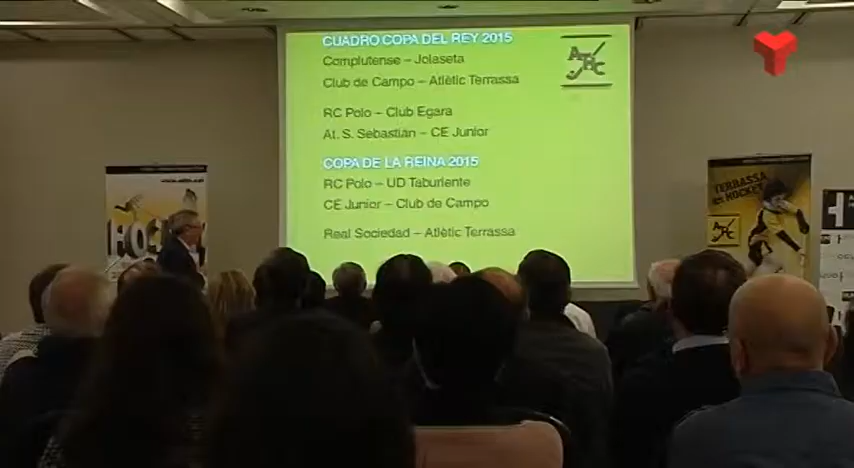 CUADRO COPA DEL REY 2015
Complutense – Jolaseta
Club de Campo – Atlètic Terrassa
RC Polo – Club Egara
At. S. Sebastián – CE Junior
COPA DE LA REINA 2015
RC Polo – UD Taburiente
CE Junior – Club de Campo
Real Sociedad – Atlètic Terrassa
TERRASSA
HOCKEY